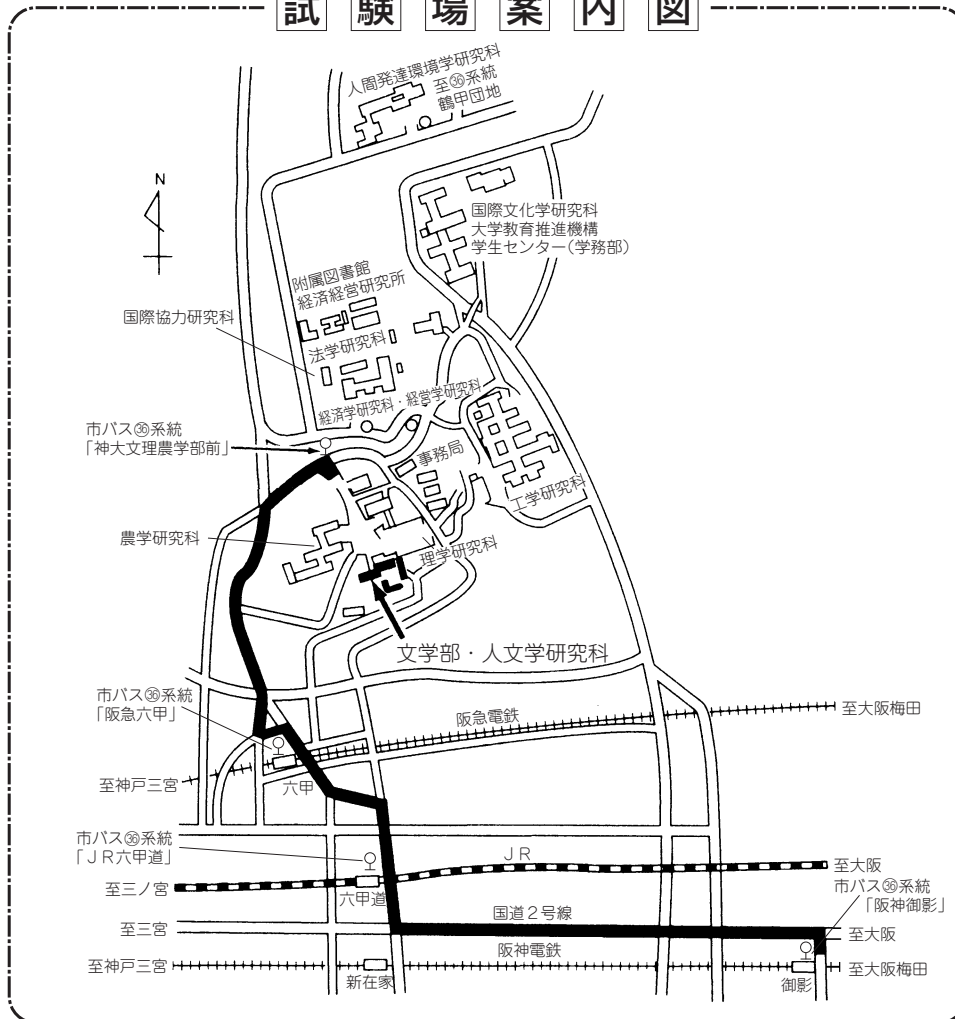 試験場案内図
人間発達環境学研究科
至㊱系統
鶴甲団地
N
国際文化学研究科
大学教育推進機構
学生センター(学務部)
附属図書館
経済経営研究所
国際協力研究科
法学研究科
経済学研究科・経営学研究科
市バス㊱系統
「神大文理農学部前」
事務局
工学研究科
農学研究科
理学研究科
文学部・人文学研究科
市バス㊱系統
「阪急六甲」
阪急電鉄
至大阪梅田
至神戸三宮
六甲
市バス㊱系統
「JR六甲道」
JR
至大阪
至三ノ宮
六甲道
市バス㊱系統
「阪神御影」
国道2号線
至三宮
至大阪
阪神電鉄
至神戸三宮
新在家
御影
至大阪梅田